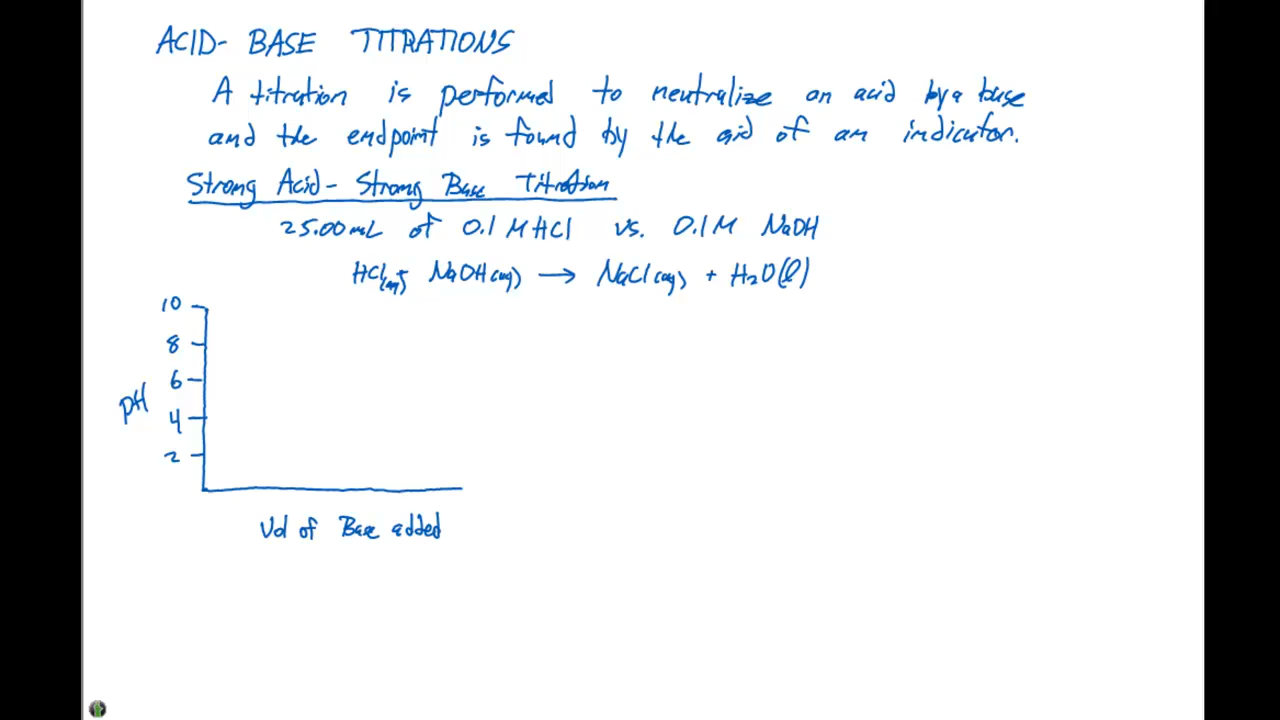 ACID-BASE TITRATIONS
A titration is performed to neutralize an acid by a base
and the endpoint is found by the aid of an indicator.
Strong Acid-Strong Base Titration
25.00mL of 0.1 M HCl vs. 0.1 M NaOH
HCl(aq) + NaOH(aq) → NaCl(aq) + H₂O(l)
10
8
6
pH
4
2
Vol of Base added